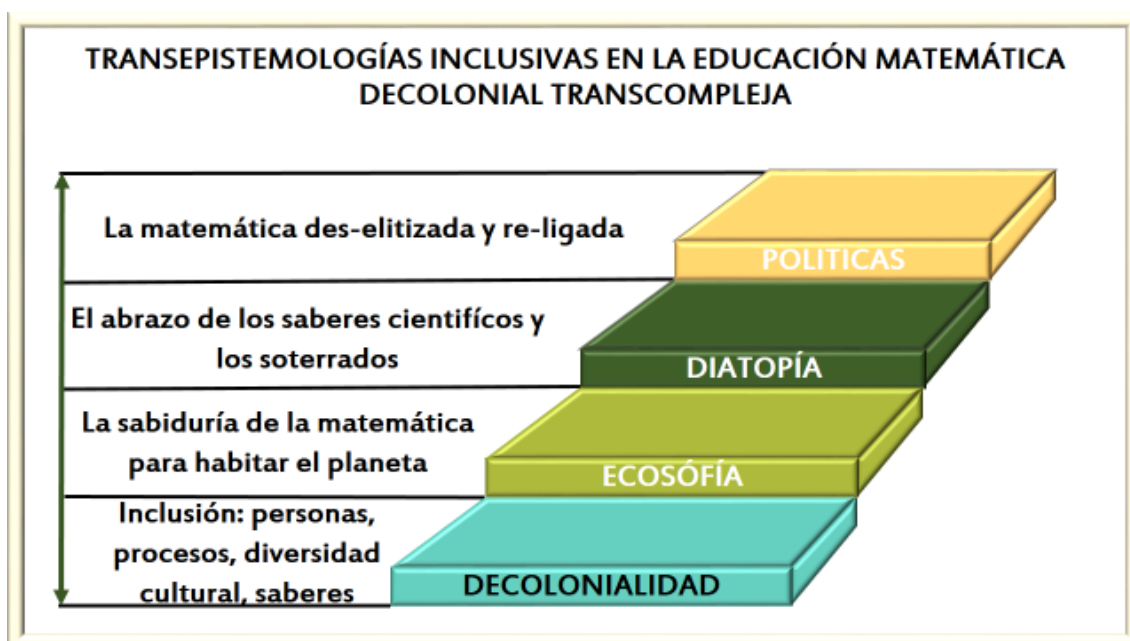 TRANSEPISTEMOLOGÍAS INCLUSIVAS EN LA EDUCACIÓN MATEMÁTICA
DECOLONIAL TRANSCOMPLEJA
La matemática des-elitizada y re-ligada
POLITICAS
El abrazo de los saberes cientifícos y
los soterrados
DIATOPÍA
La sabiduría de la matemática
para habitar el planeta
ECOSÓFÍA
Inclusión: personas,
procesos, diversidad
cultural, saberes
DECOLONIALIDAD